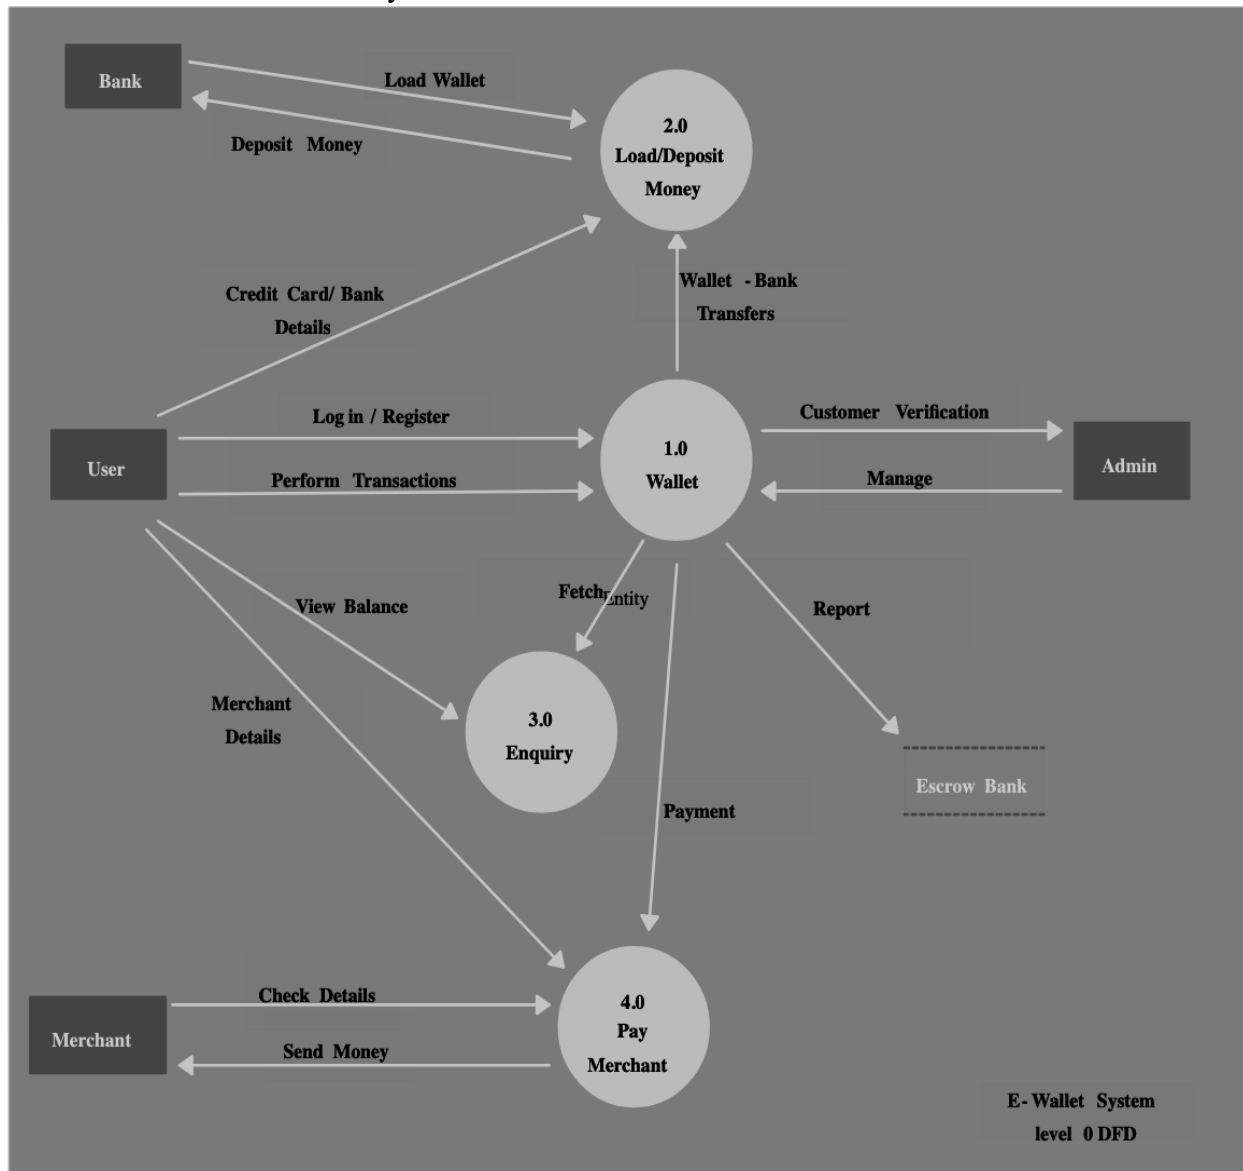 Bank
Load Wallet
Deposit Money
2.0
Load/Deposit
Money
Credit Card/ Bank
Details
Wallet - Bank
Transfers
User
Log in / Register
Perform Transactions
1.0
Wallet
Customer Verification
Manage
Admin
View Balance
Fetch
Entity
Report
Merchant
Details
3.0
Enquiry
Escrow Bank
Payment
Merchant
Check Details
Send Money
4.0
Pay
Merchant
E-Wallet System
level 0 DFD